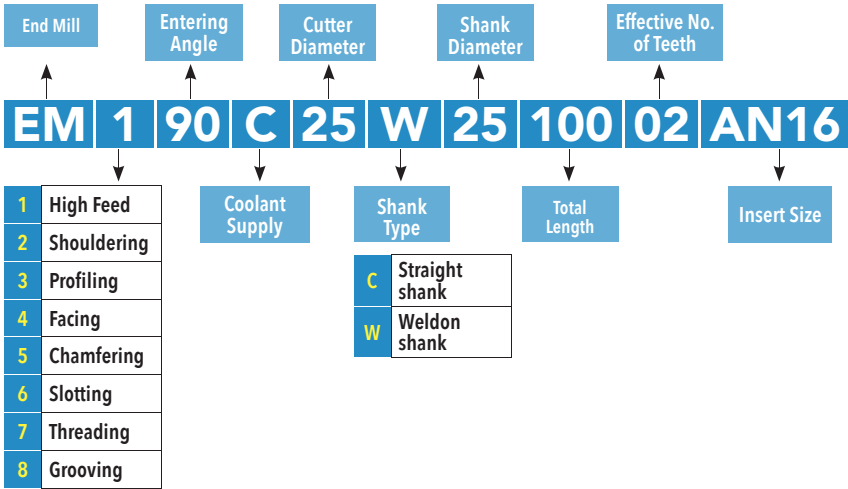 End Mill
Entering
Angle
Cutter
Diameter
Shank
Diameter
Effective No.
of Teeth
EM 1 90 C 25 W 25 100 02 AN16
1 High Feed
2 Shouldering
3 Profiling
4 Facing
5 Chamfering
6 Slotting
7 Threading
8 Grooving
Coolant
Supply
Shank
Type
C Straight
shank
W Weldon
shank
Total
Length
Insert Size